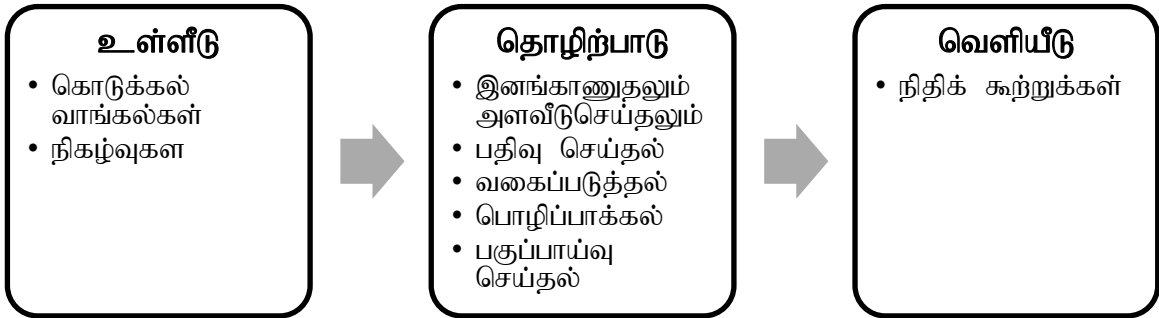 உள்ளீடு
• கொடுக்கல்
வாங்கல்கள்
• நிகழ்வுகள
தொழிற்பாடு
• இனங்காணுதலும்
அளவீடுசெய்தலும்
• பதிவு செய்தல்
• வகைப்படுத்தல்
• பொழிப்பாக்கல்
• பகுப்பாய்வு
செய்தல்
வெளியீடு
• நிதிக் கூற்றுக்கள்